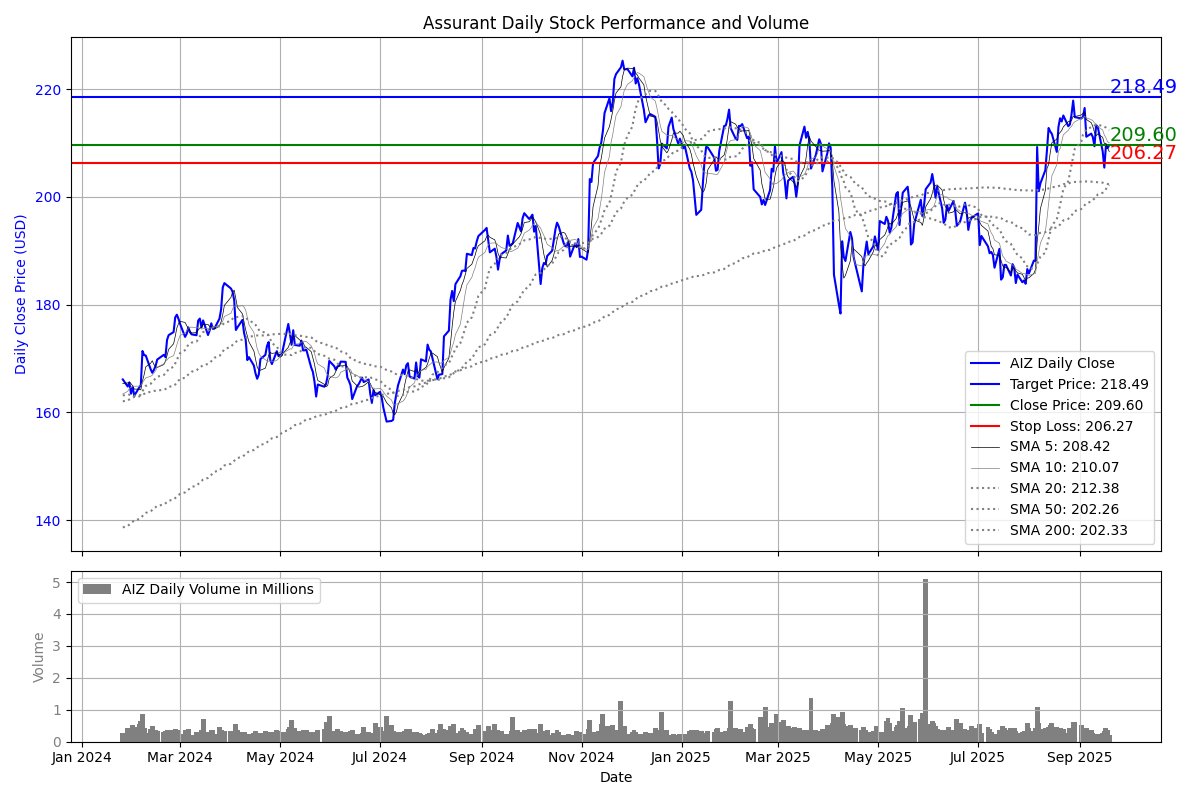 Assurant Daily Stock Performance and Volume
Daily Close Price (USD)
220
200
180
160
140
218.49
209.60
206.27
AIZ Daily Close
Target Price: 218.49
Close Price: 209.60
Stop Loss: 206.27
SMA 5: 208.42
SMA 10: 210.07
SMA 20: 212.38
SMA 50: 202.26
SMA 200: 202.33
AIZ Daily Volume in Millions
Volume
5
4
3
2
1
0
Jan 2024 Mar 2024 May 2024 Jul 2024 Sep 2024 Nov 2024 Jan 2025 Mar 2025 May 2025 Jul 2025 Sep 2025
Date